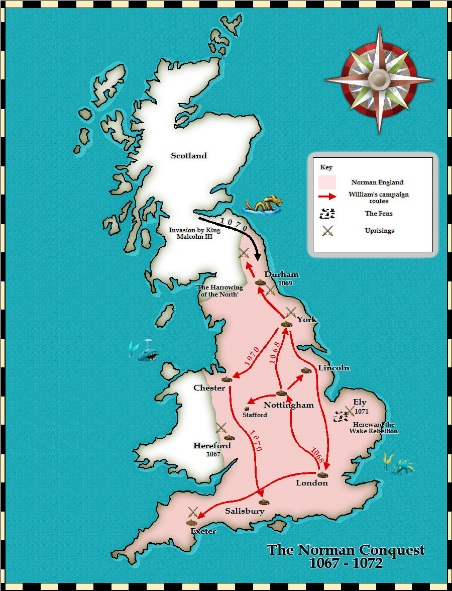 Scotland
Key
Norman England
William's campaign
routes
The Fens
Uprisings
1070
Invasion by King
Malcolm III
Durham
1069
'The Harrowing
of the North'
York
1070
1068
Lincoln
Chester
Nottingham
Stafford
Ely
1071
Hereward the
Wake Rebellion
Hereford
1067
1070
London
Salisbury
Exeter
The Norman Conquest
1067 - 1072